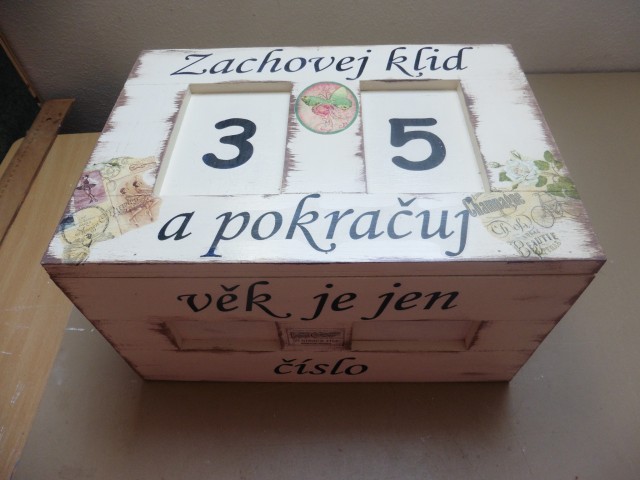 Zachovej klid
3 5
a pokračuj
věk je jen
číslo